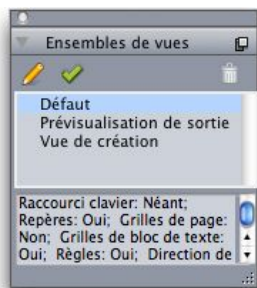 Ensembles de vues
Défaut
Prévisualisation de sortie
Vue de création
Raccourci clavier: Néant;
Repères: Oui; Grilles de page:
Non; Grilles de bloc de texte:
Oui; Règles: Oui; Direction de